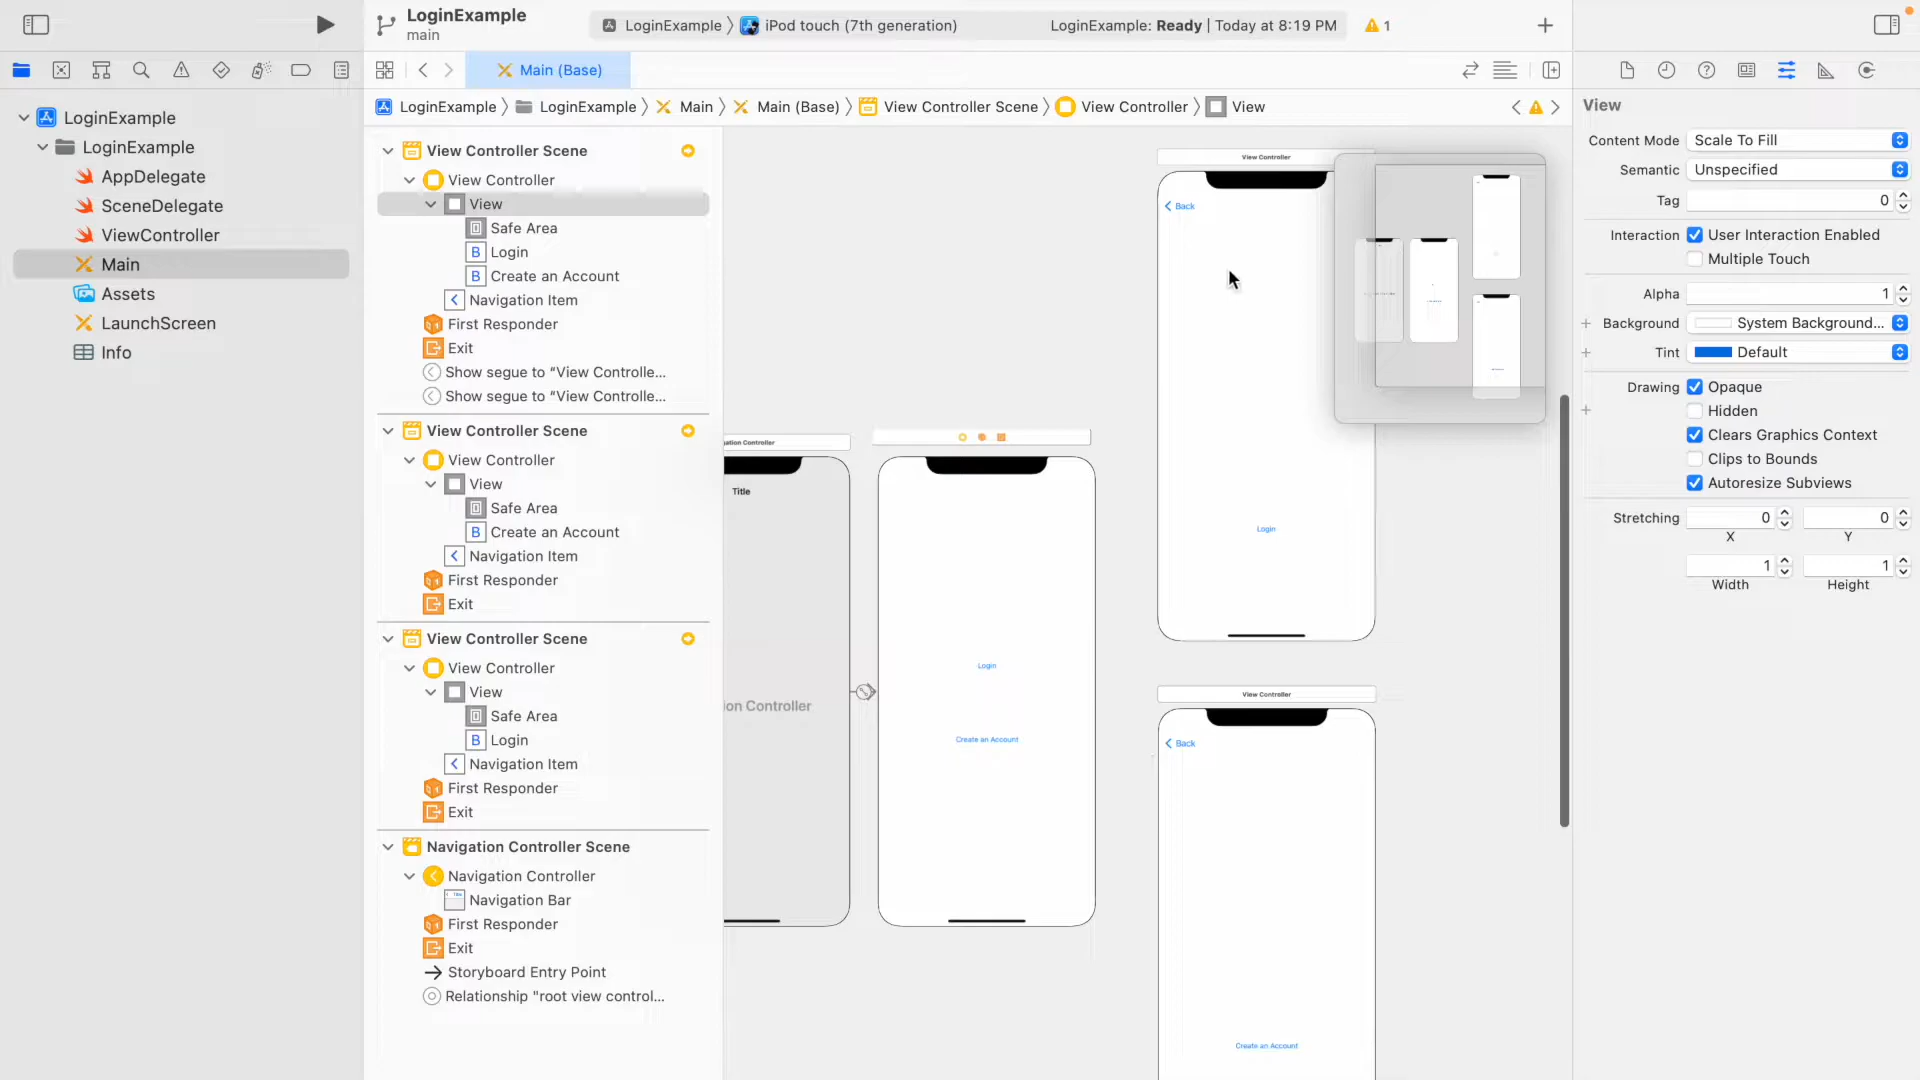 LoginExample
main
LoginExample
iPod touch (7th generation)
LoginExample: Ready | Today at 8:19 PM
1
Main (Base)
LoginExample
LoginExample
Main
Main (Base)
View Controller Scene
View Controller
View
LoginExample
LoginExample
AppDelegate
SceneDelegate
ViewController
Main
Assets
LaunchScreen
Info
View Controller Scene
View Controller
View
Safe Area
B Login
B Create an Account
Navigation Item
First Responder
Exit
Show segue to “View Controlle...
Show segue to “View Controlle...
View Controller Scene
View Controller
View
Safe Area
B Create an Account
Navigation Item
First Responder
Exit
View Controller Scene
View Controller
View
Safe Area
B Login
Navigation Item
First Responder
Exit
Navigation Controller Scene
Navigation Controller
Navigation Bar
First Responder
Exit
Storyboard Entry Point
Relationship "root view control...
ation Controller
Title
ion Controller
Login
Create an Account
View Controller
Back
Login
View Controller
Back
Create an Account
View
Content Mode Scale To Fill
Semantic Unspecified
Tag 0
Interaction User Interaction Enabled
Multiple Touch
Alpha 1
Background System Background...
Tint Default
Drawing Opaque
Hidden
Clears Graphics Context
Clips to Bounds
Autoresize Subviews
Stretching 0 0
X Y
1 1
Width Height